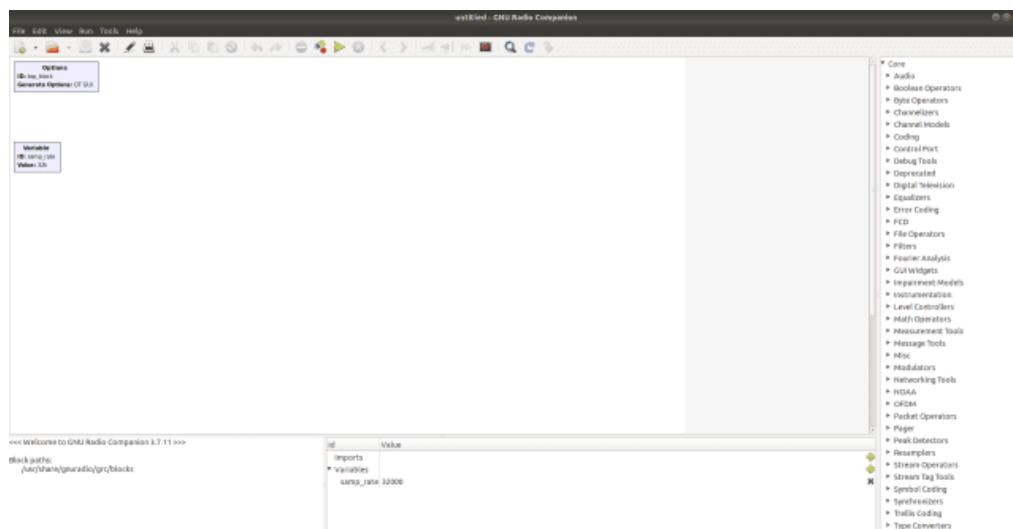 untitled - GNU Radio Companion
File Edit View Run Tools Help
Options
ID: top_block
Generate Options: QT GUI
Variable
ID: samp_rate
Value: 32k
Core
Audio
Boolean Operators
Byte Operators
Channelizers
Channel Models
Coding
Control Port
Debug Tools
Deprecated
Digital Television
Equalizers
Error Coding
FCD
File Operators
Filters
Fourier Analysis
GUI Widgets
Impairment Models
Instrumentation
Level Controllers
Math Operators
Measurement Tools
Message Tools
Misc
Modulators
Networking Tools
NOAA
OFDM
Packet Operators
Pager
Peak Detectors
Resamplers
Stream Operators
Stream Tag Tools
Symbol Coding
Synchronizers
Trellis Coding
Type Converters
<<< Welcome to GNU Radio Companion 3.7.11 >>>
Block paths:
/usr/share/gnuradio/grc/blocks
Id Value
Imports
Variables
samp_rate 32000